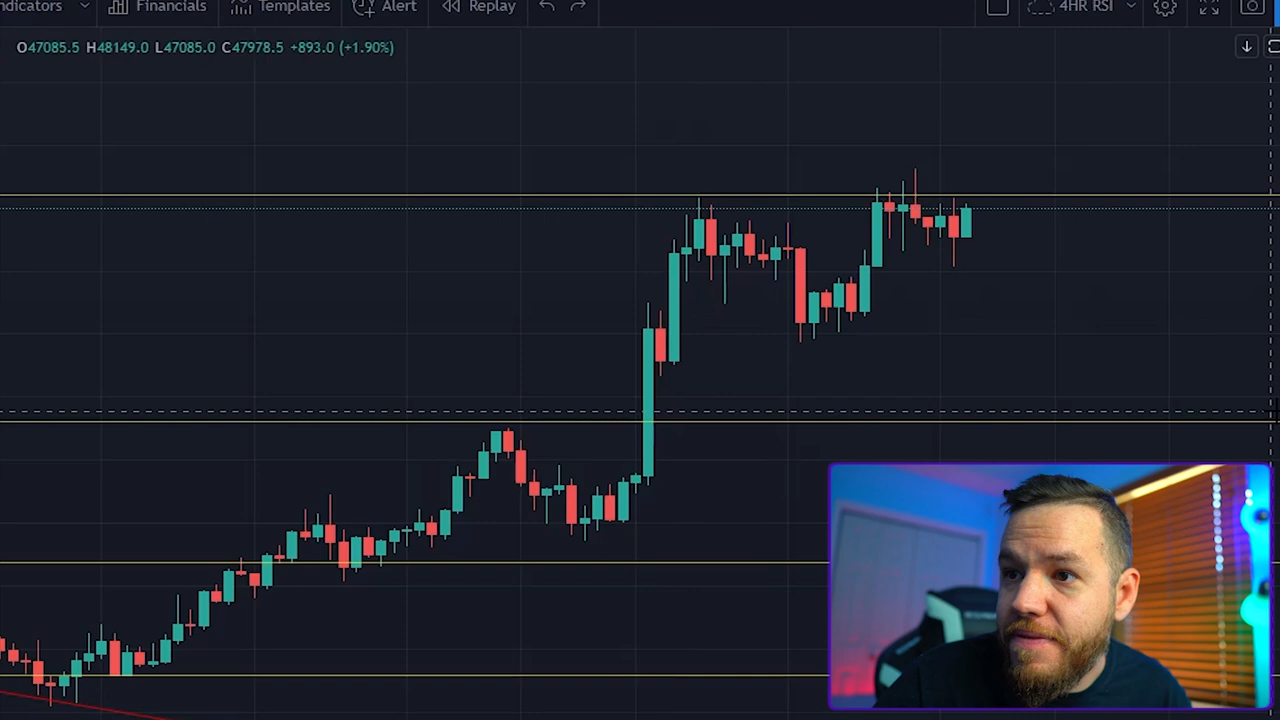 ndicators Financials Templates Alert Replay 4HR RSI
O47085.5 H48149.0 L47085.0 C47978.5 +893.0 (+1.90%)